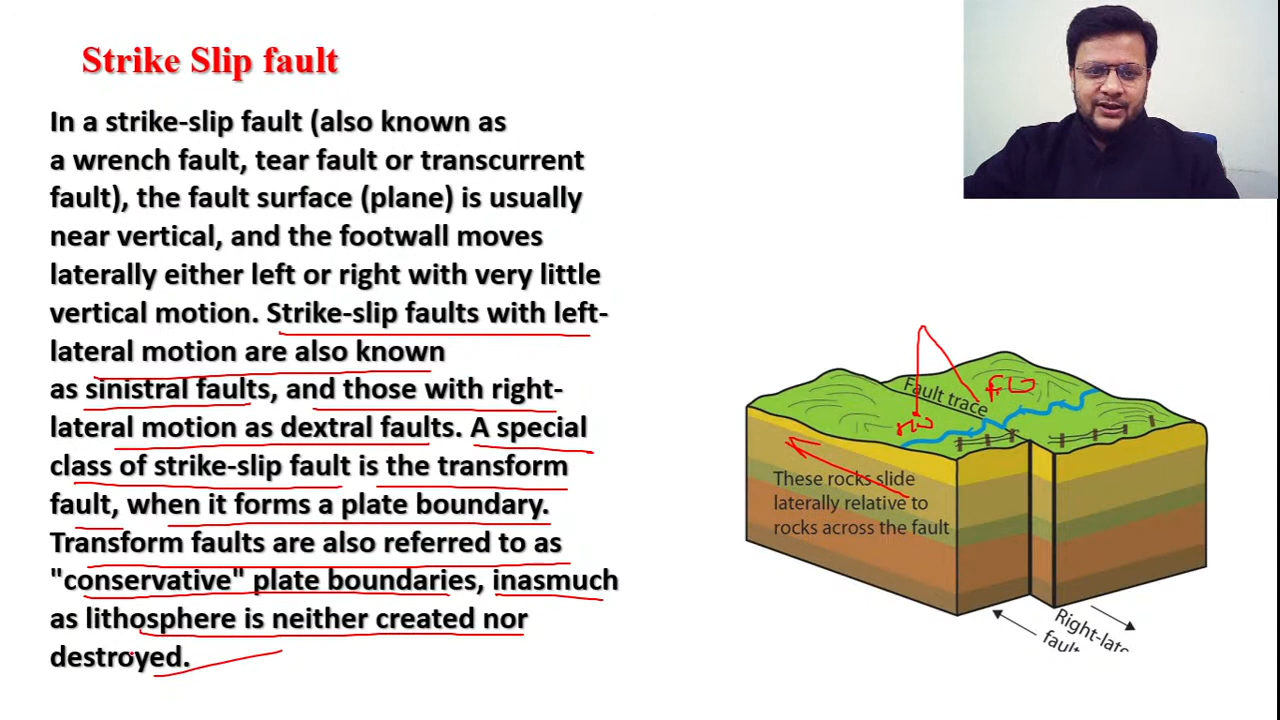 Strike Slip fault
In a strike-slip fault (also known as
a wrench fault, tear fault or transcurrent
fault), the fault surface (plane) is usually
near vertical, and the footwall moves
laterally either left or right with very little
vertical motion. Strike-slip faults with left-
lateral motion are also known
as sinistral faults, and those with right-
lateral motion as dextral faults. A special
class of strike-slip fault is the transform
fault, when it forms a plate boundary.
Transform faults are also referred to as
"conservative" plate boundaries, inasmuch
as lithosphere is neither created nor
destroyed.
Fault trace
These rocks slide
laterally relative to
rocks across the fault